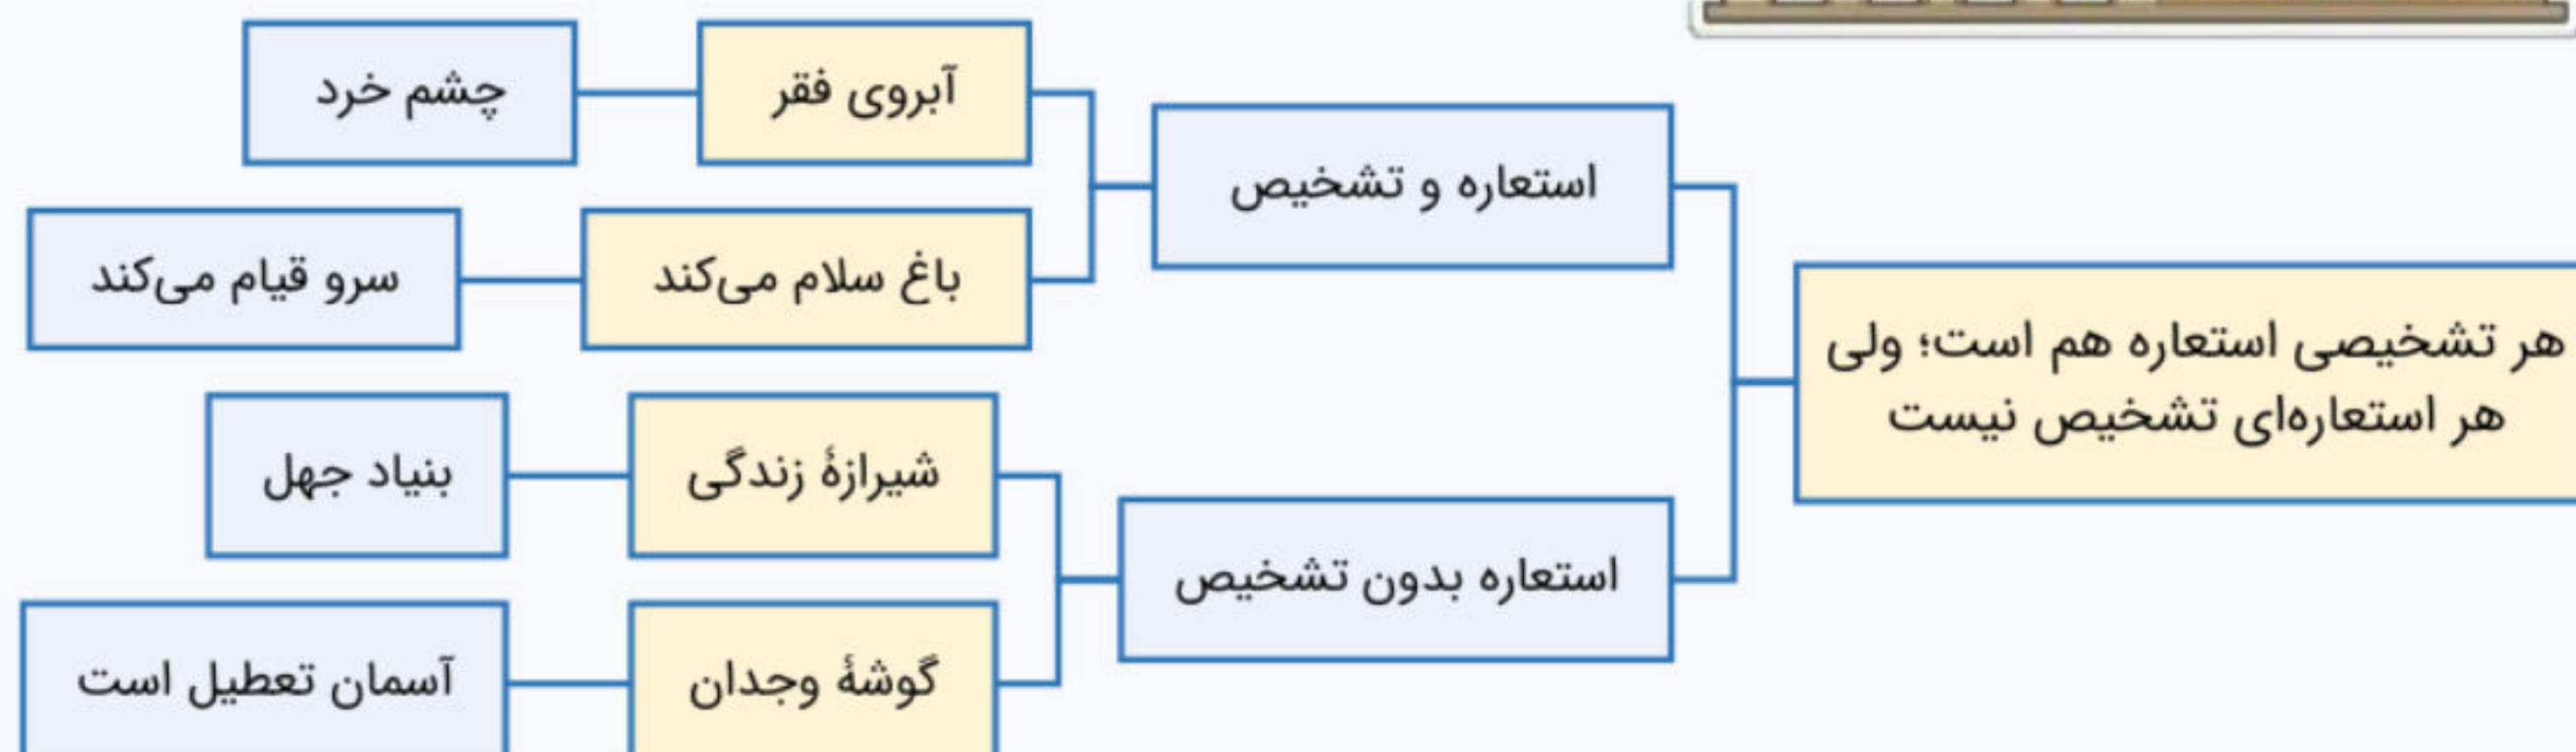 هر تشخیصی استعاره هم است؛ ولی
هر استعاره‌ای تشخیص نیست
استعاره و تشخیص
آبروی فقر
چشم خرد
باغ سلام می‌کند
سرو قیام می‌کند
استعاره بدون تشخیص
شیرازهٔ زندگی
بنیاد جهل
گوشهٔ وجدان
آسمان تعطیل است